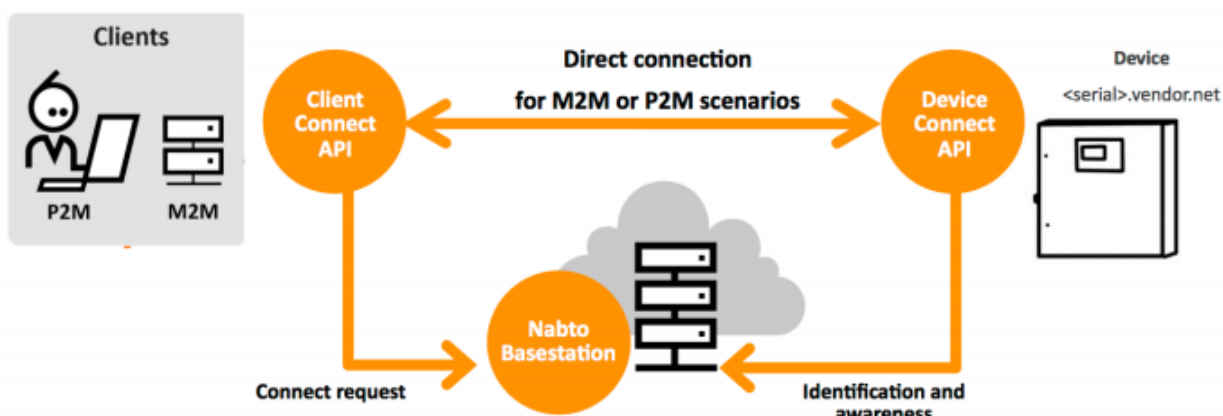 Clients
P2M
M2M
Client
Connect
API
Direct connection
for M2M or P2M scenarios
Device
Connect
API
Device
<serial>.vendor.net
Nabto
Basestation
Connect request
Identification and
awareness